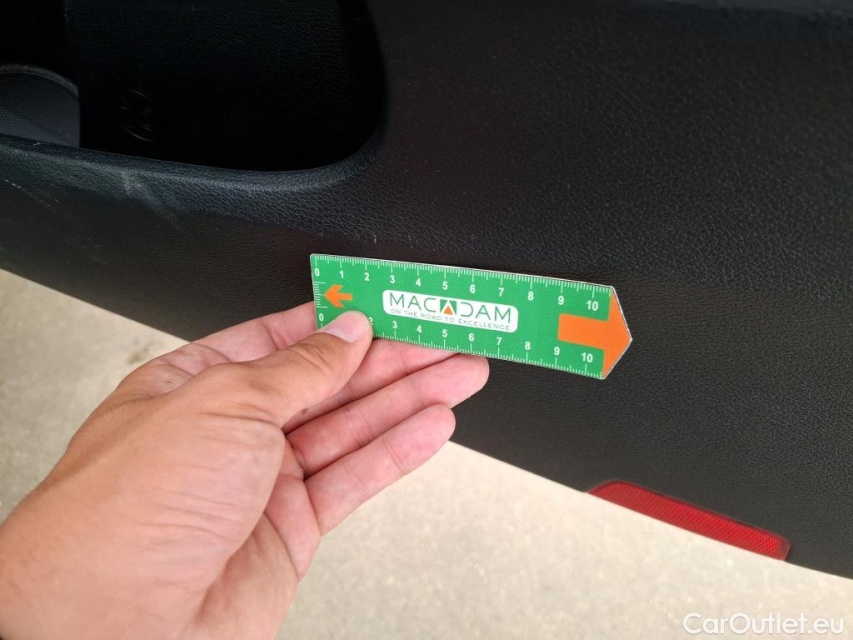 0 1 2 3 4 5 6 7 8 9 10
MACADAM
ON THE ROAD TO EXCELLENCE
0 2 3 4 5 6 7 8 9 10
CarOutlet.eu